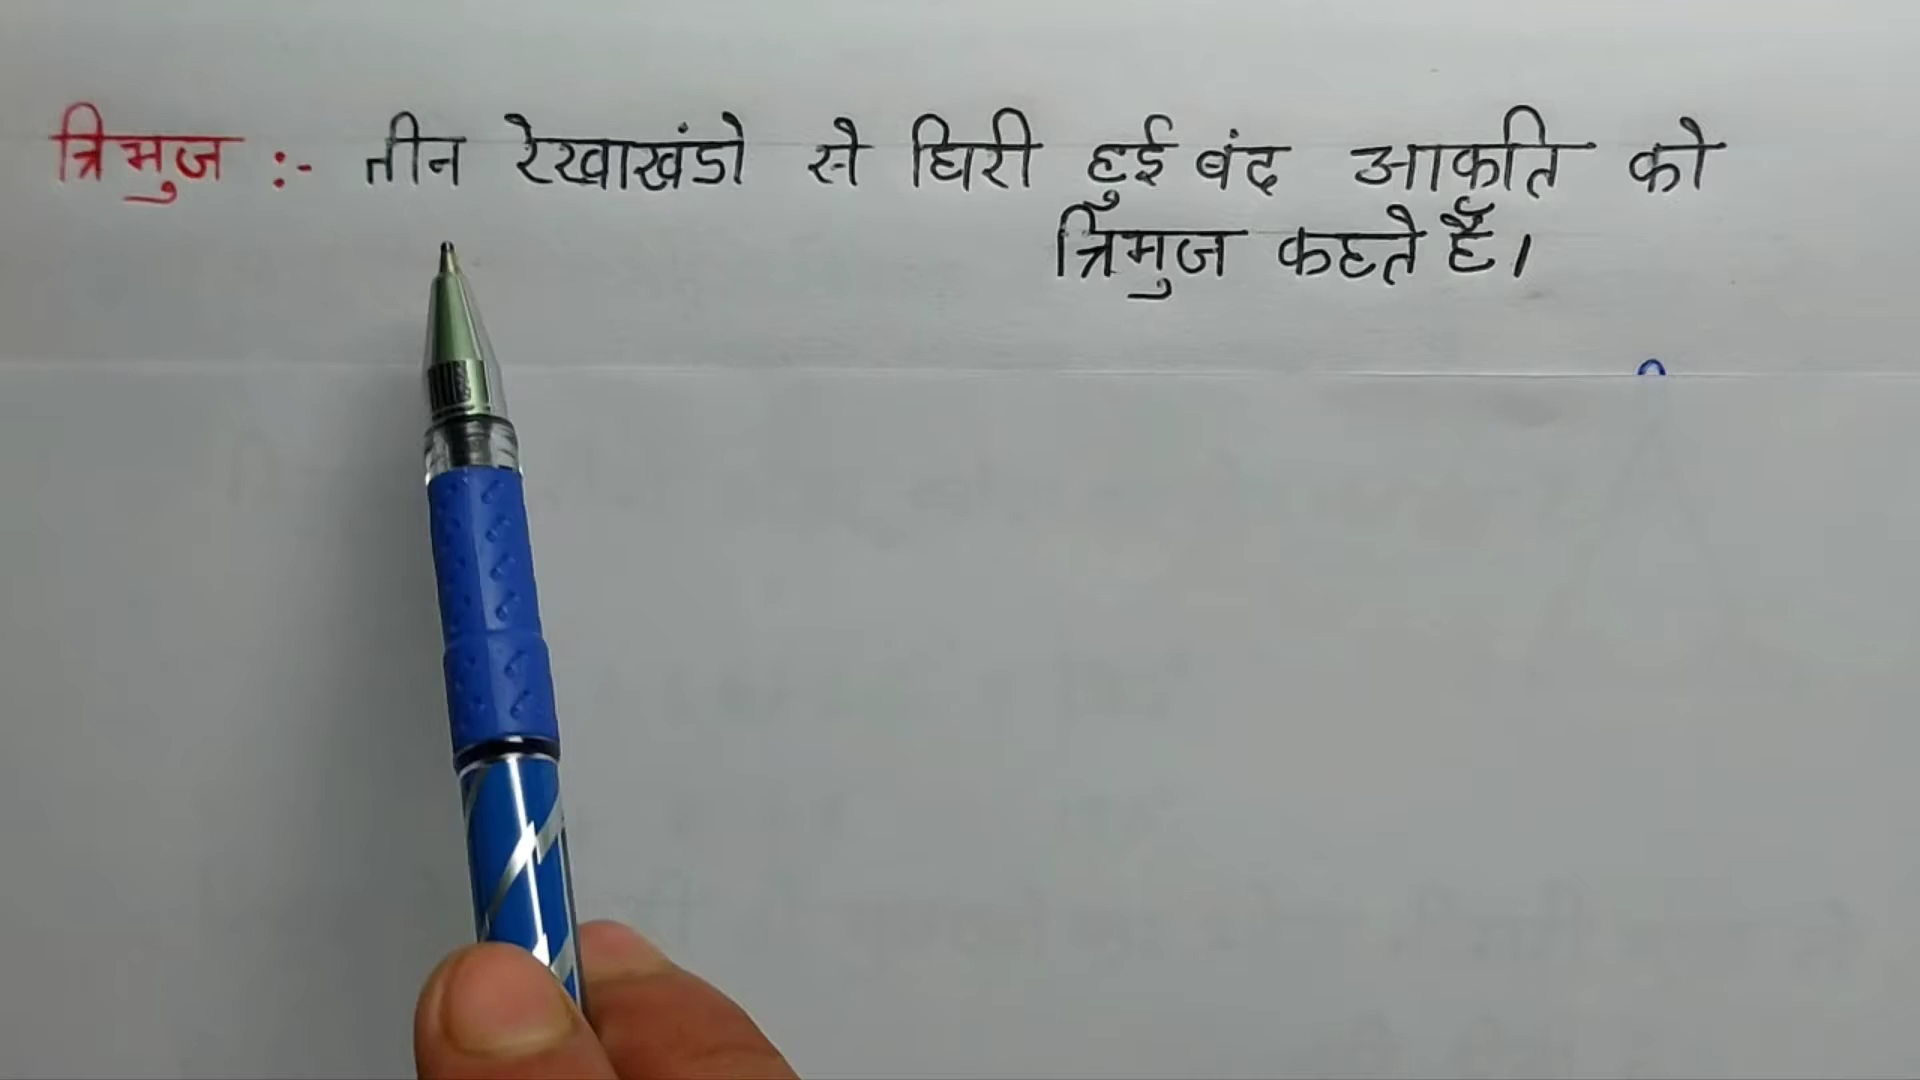 त्रिभुज :- तीन रेखाखंडो से घिरी हुई बंद आकृति को
त्रिभुज कहते हैं।